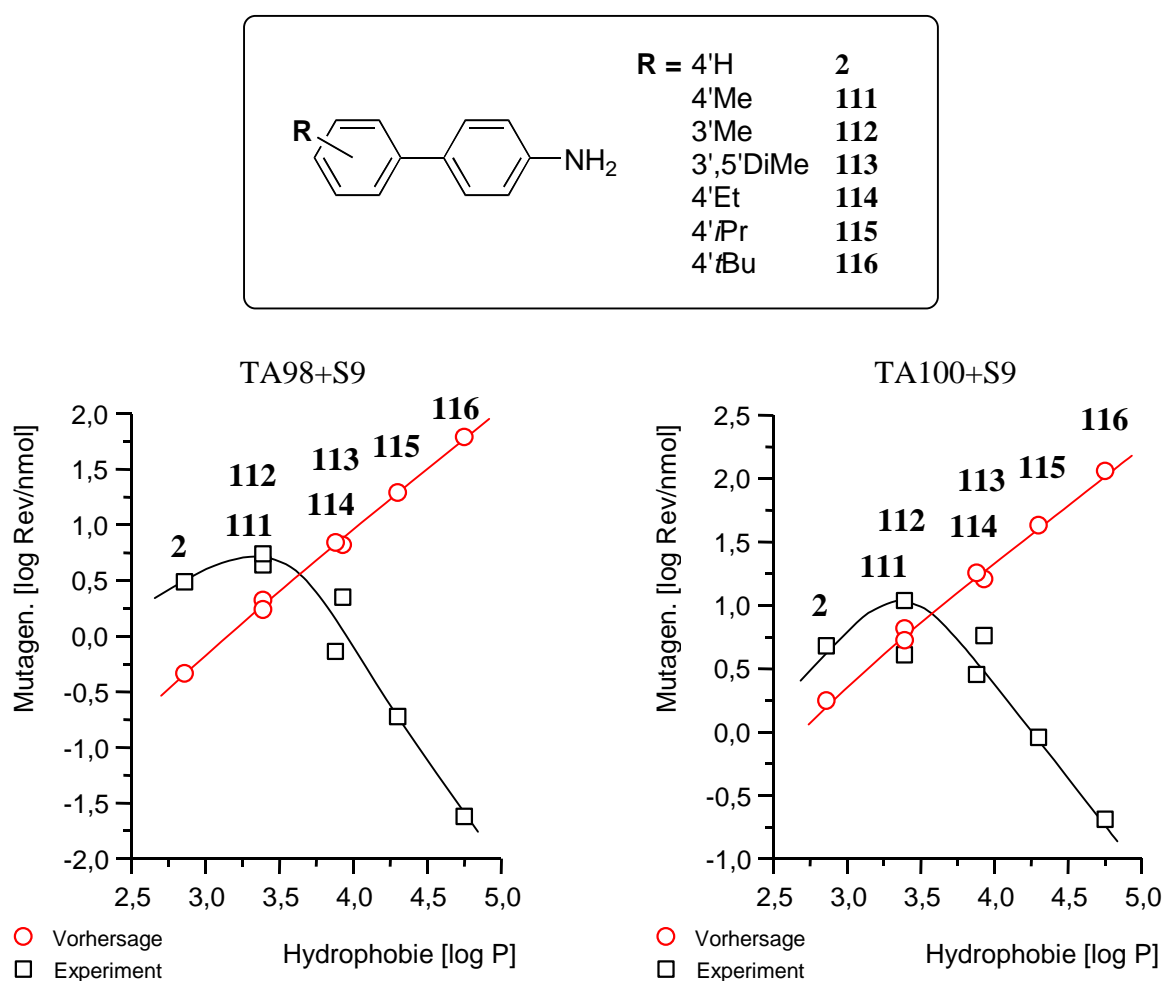 R = 4'H 2
4'Me 111
3'Me 112
3',5'DiMe 113
4'Et 114
4'iPr 115
4'tBu 116
R
NH2
TA98+S9
Mutagen. [log Rev/nmol]
2,0
1,5
1,0
0,5
0,0
-0,5
-1,0
-1,5
-2,0
2,5 3,0 3,5 4,0 4,5 5,0
116
113 115
112
114
111
2
Vorhersage
Experiment
Hydrophobie [log P]
TA100+S9
Mutagen. [log Rev/nmol]
2,5
2,0
1,5
1,0
0,5
0,0
-0,5
-1,0
2,5 3,0 3,5 4,0 4,5 5,0
116
115
113
112 114
111
2
Vorhersage
Experiment
Hydrophobie [log P]